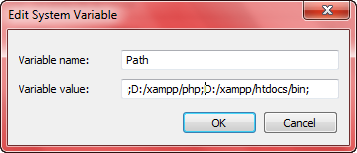 Edit System Variable
Variable name: Path
Variable value: ;D:/xampp/php;D:/xampp/htdocs/bin;
OK Cancel